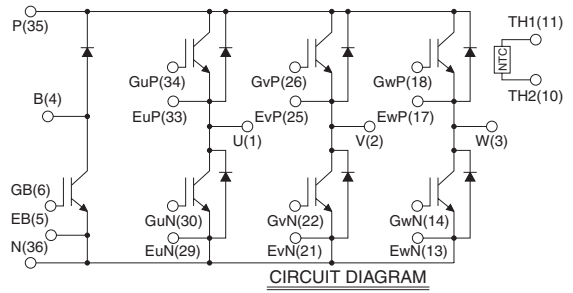 P(35)
TH1(11)
NTC
GuP(34)
GvP(26)
GwP(18)
TH2(10)
B(4)
EuP(33)
EvP(25)
EwP(17)
U(1)
V(2)
W(3)
GB(6)
GuN(30)
GvN(22)
GwN(14)
EB(5)
N(36)
EuN(29)
EvN(21)
EwN(13)
CIRCUIT DIAGRAM